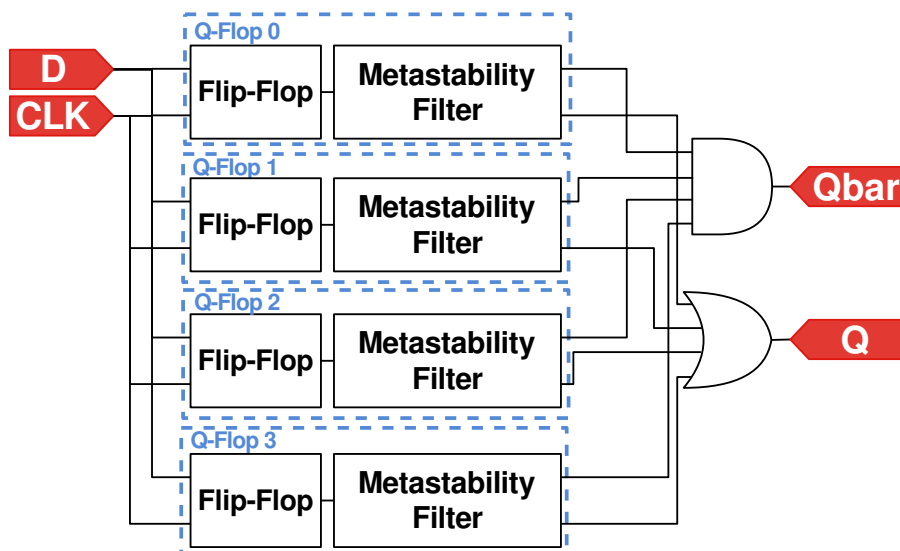 Q-Flop 0
D
CLK
Flip-Flop
Metastability
Filter
Q-Flop 1
Flip-Flop
Metastability
Filter
Qbar
Q-Flop 2
Flip-Flop
Metastability
Filter
Q
Q-Flop 3
Flip-Flop
Metastability
Filter